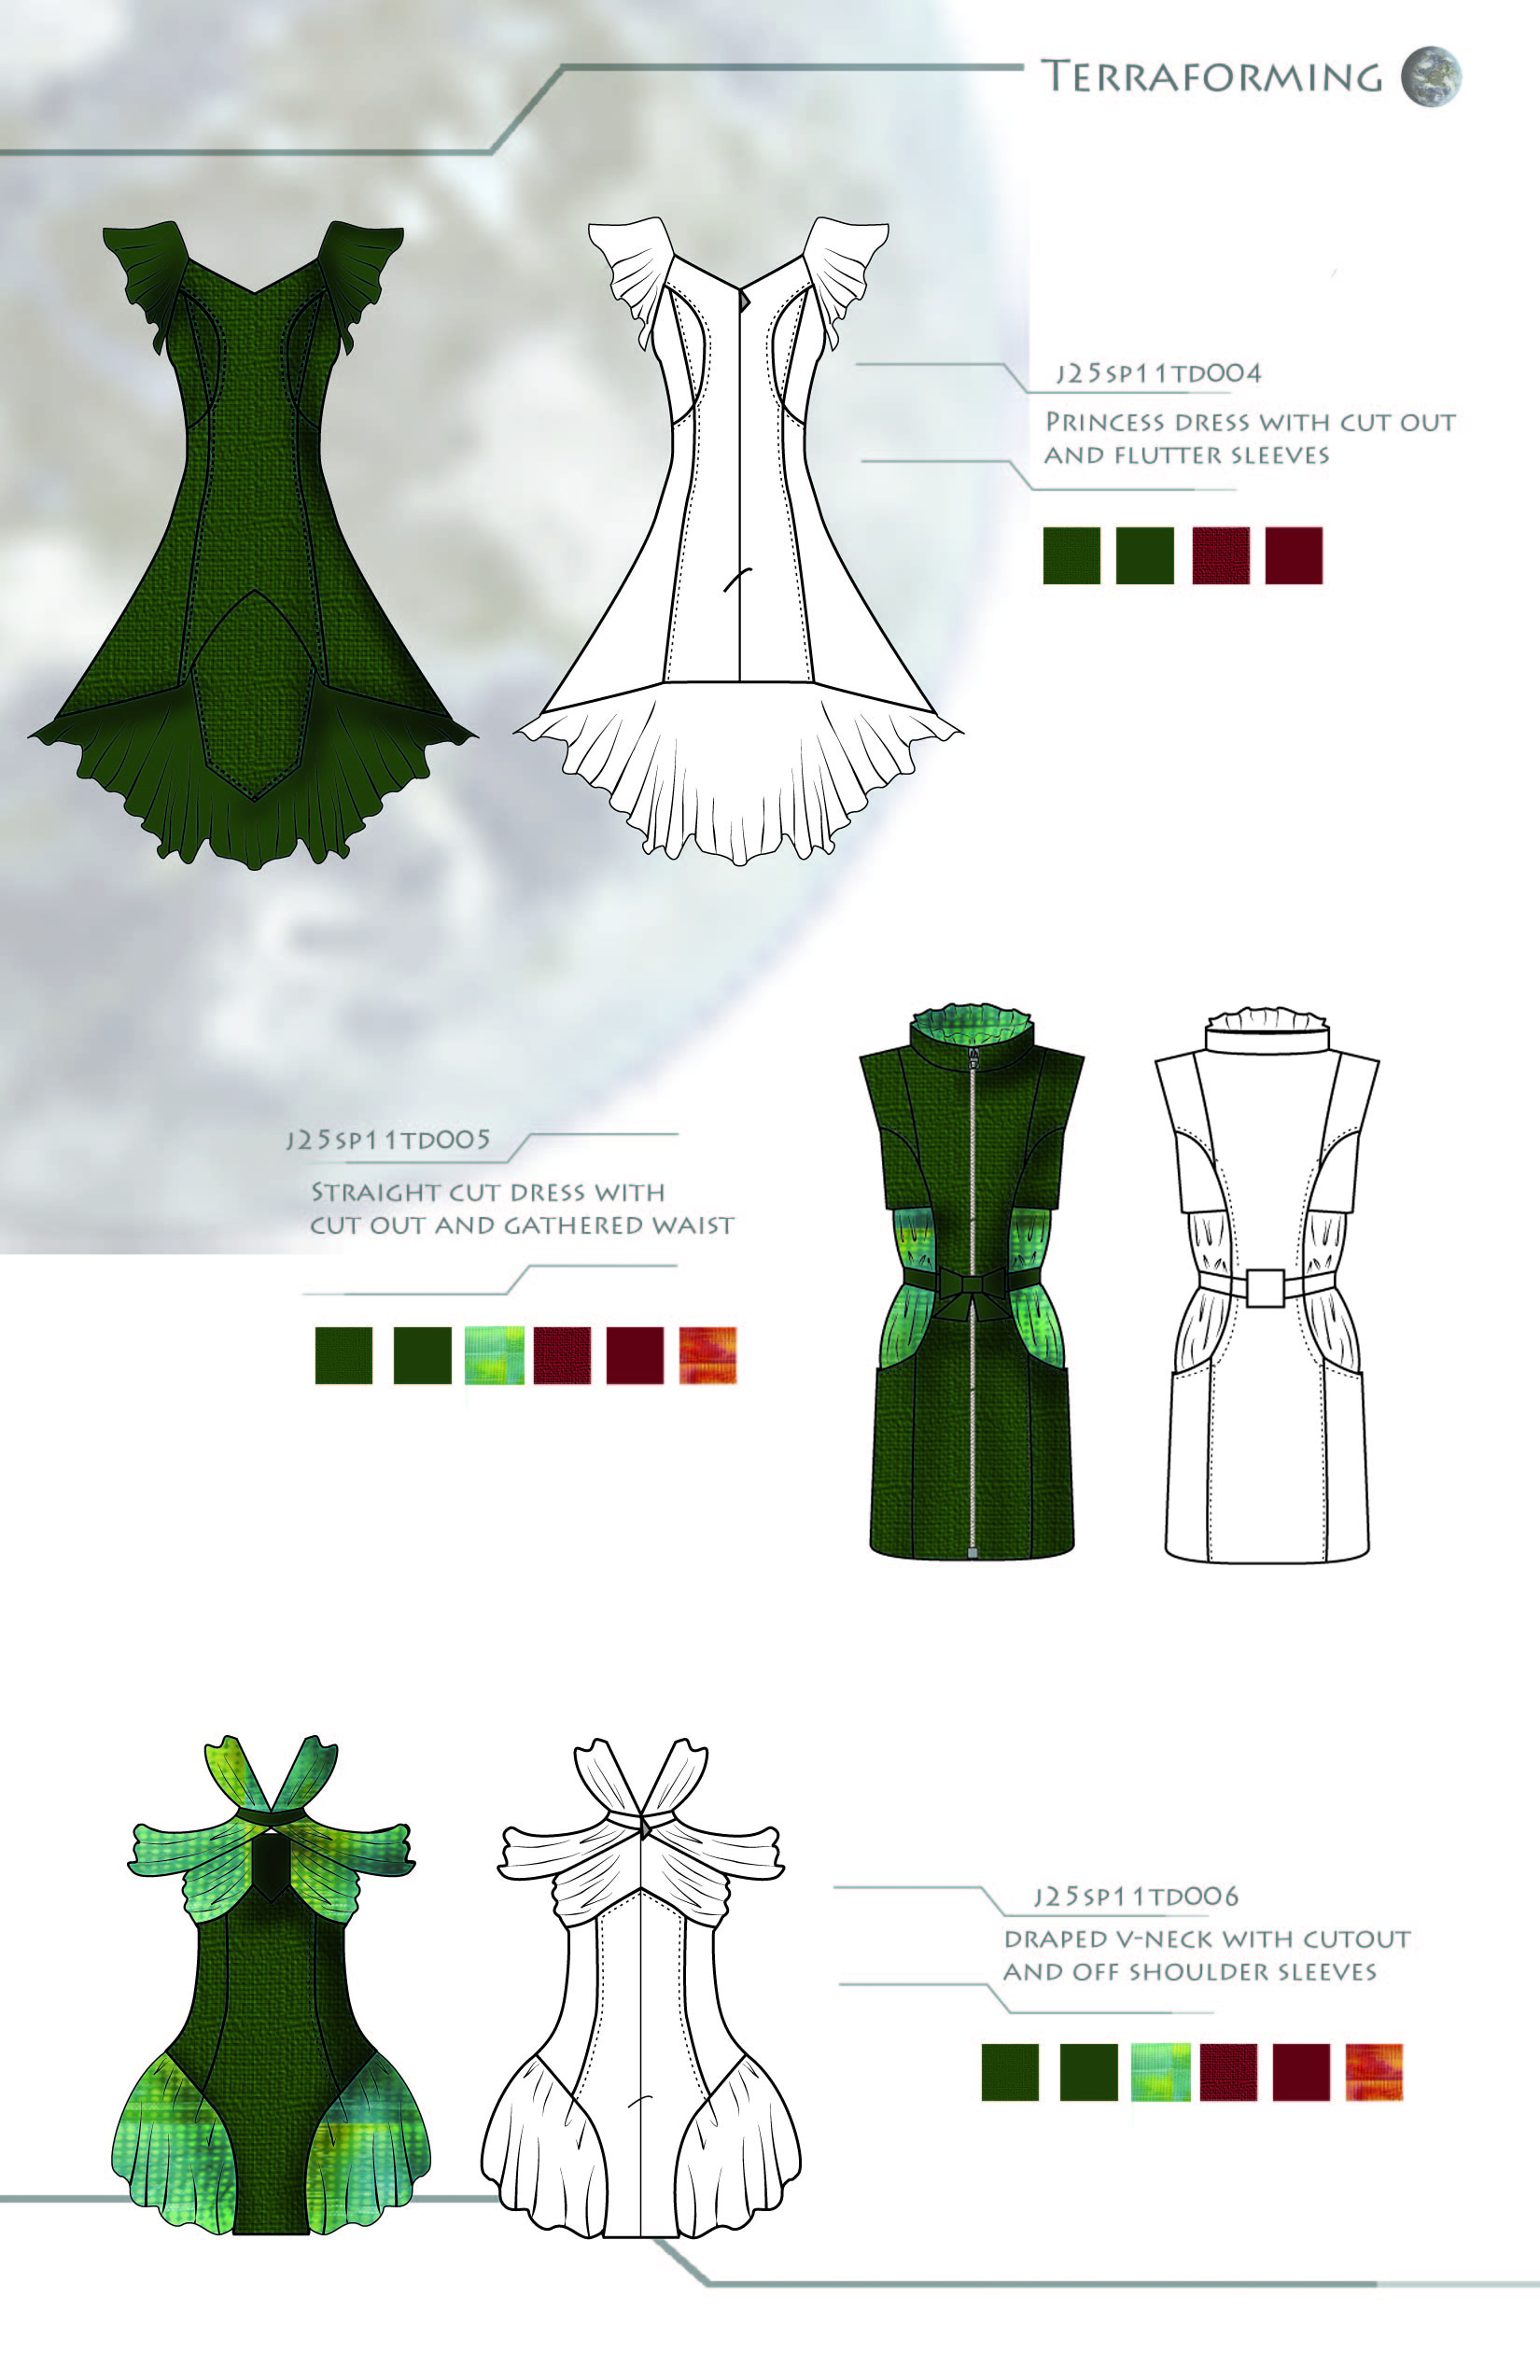 Terraforming
J25SP11TD004
Princess dress with cut out
and flutter sleeves
J25SP11TD005
Straight cut dress with
cut out and gathered waist
J25SP11TD006
draped v-neck with cutout
and off shoulder sleeves